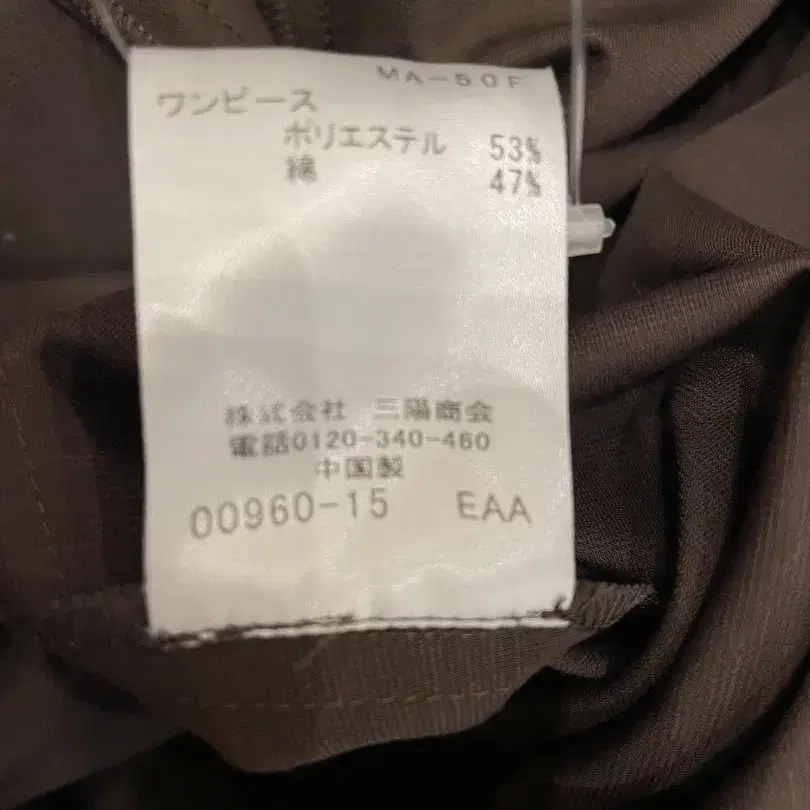 MA-50F
ワンピース
ポリエステル 53%
綿 47%
株式会社 三陽商会
電話0120-340-460
中国製
00960-15 EAA